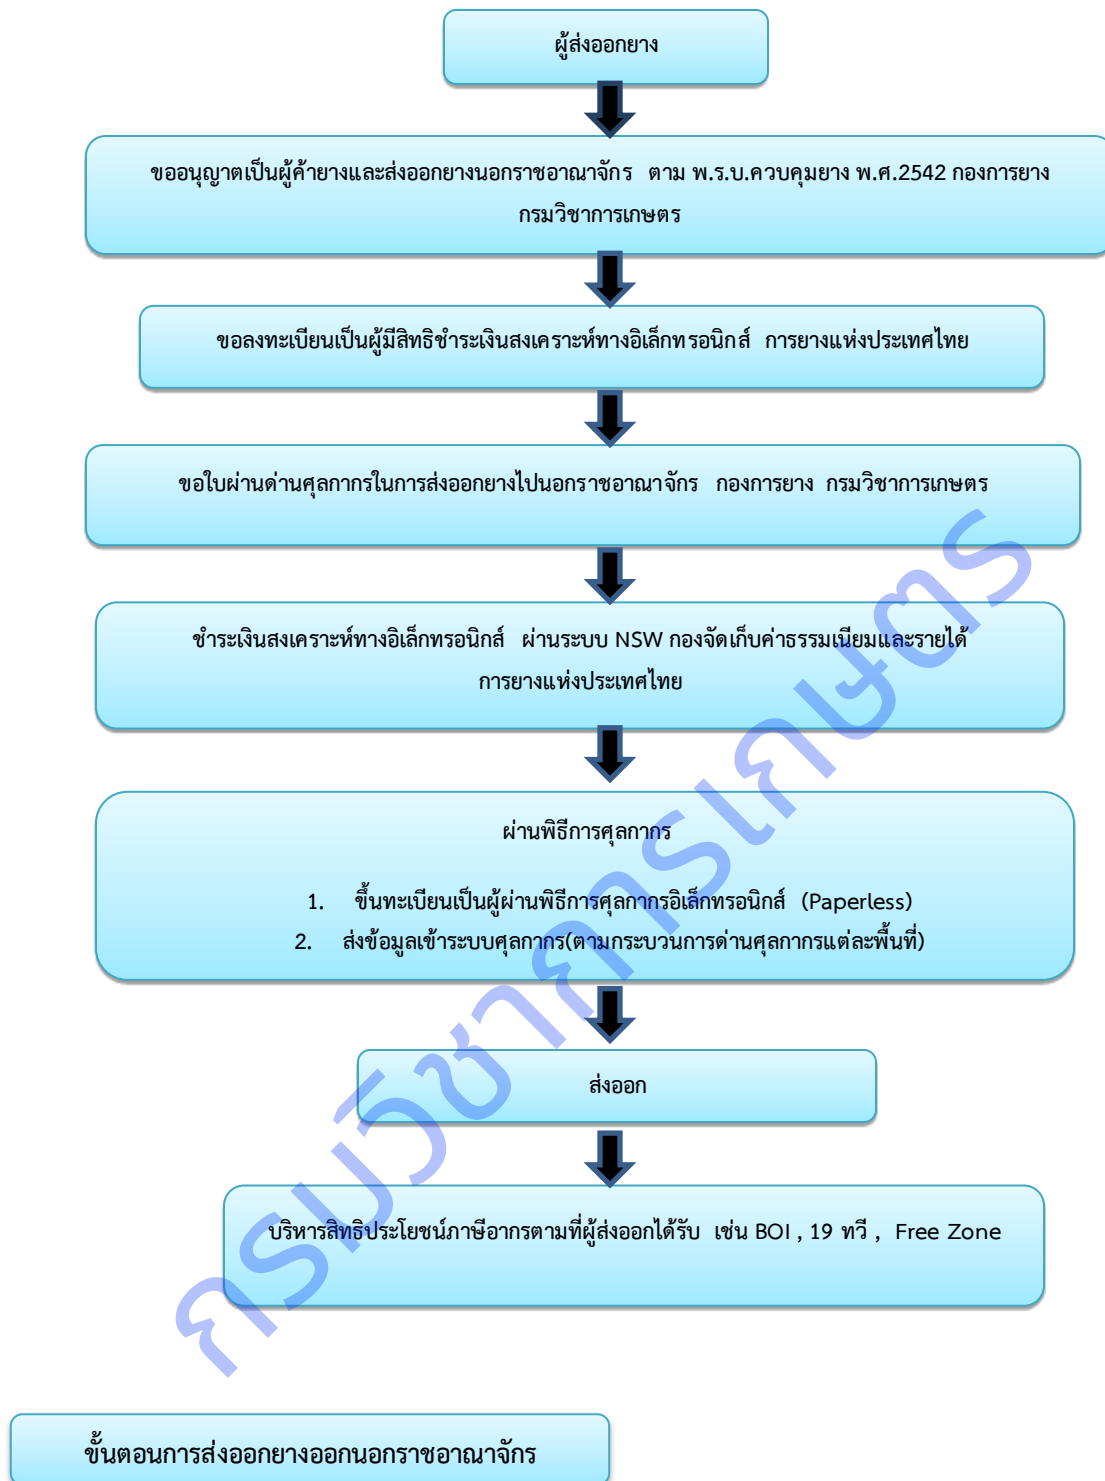 ผู้ส่งออกยาง
ขออนุญาตเป็นผู้ค้ายางและส่งออกยางนอกราชอาณาจักร ตาม พ.ร.บ.ควบคุมยาง พ.ศ.2542 กองการยาง
กรมวิชาการเกษตร
ขอลงทะเบียนเป็นผู้มีสิทธิชำระเงินสงเคราะห์ทางอิเล็กทรอนิกส์ การยางแห่งประเทศไทย
ขอใบผ่านด่านศุลกากรในการส่งออกยางไปนอกราชอาณาจักร กองการยาง กรมวิชาการเกษตร
ชำระเงินสงเคราะห์ทางอิเล็กทรอนิกส์ ผ่านระบบ NSW กองจัดเก็บค่าธรรมเนียมและรายได้
การยางแห่งประเทศไทย
ผ่านพิธีการศุลกากร
1. ขึ้นทะเบียนเป็นผู้ผ่านพิธีการศุลกากรอิเล็กทรอนิกส์ (Paperless)
2. ส่งข้อมูลเข้าระบบศุลกากร(ตามกระบวนการด่านศุลกากรแต่ละพื้นที่)
ส่งออก
บริหารสิทธิประโยชน์ภาษีอากรตามที่ผู้ส่งออกได้รับ เช่น BOI , 19 ทวี , Free Zone
กรมวิชาการเกษตร
ขั้นตอนการส่งออกยางออกนอกราชอาณาจักร